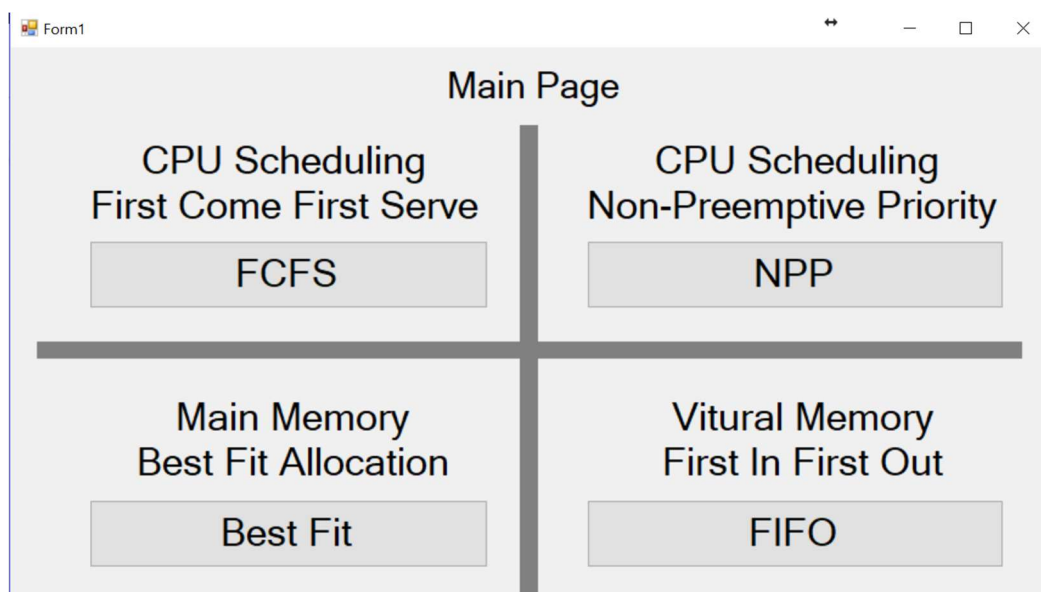 Form1
Main Page
CPU Scheduling
First Come First Serve
FCFS
CPU Scheduling
Non-Preemptive Priority
NPP
Main Memory
Best Fit Allocation
Best Fit
Vitural Memory
First In First Out
FIFO